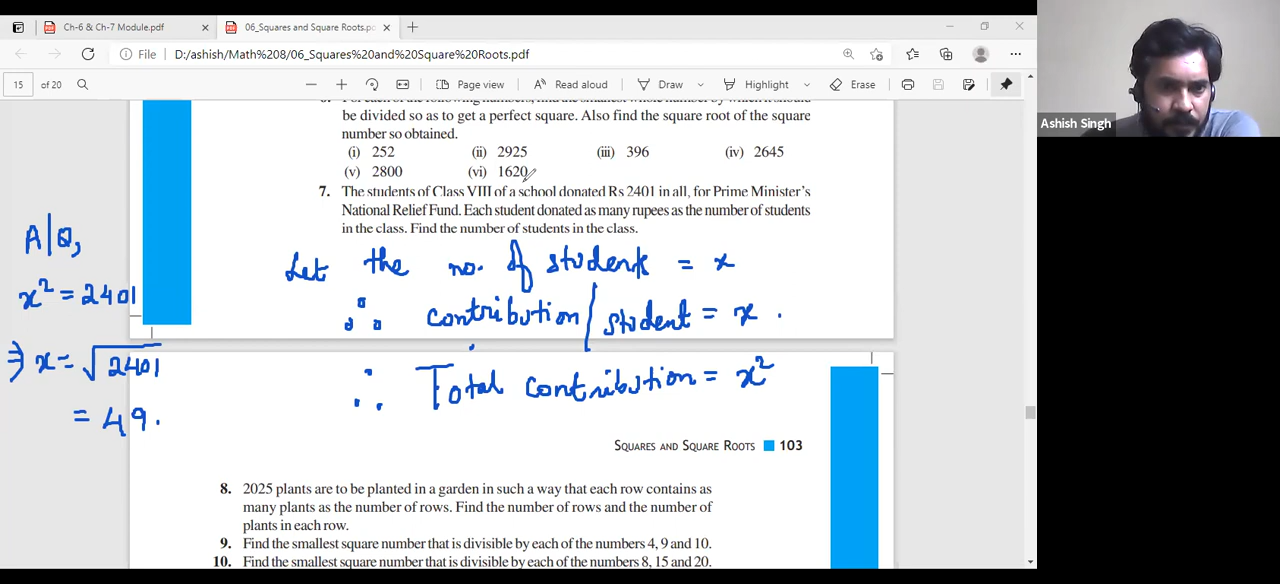 Ch-6 & Ch-7 Module.pdf
06_Squares and Square Roots.pd
File
D:/ashish/Math%208/06_Squares%20and%20Square%20Roots.pdf
15 of 20
Page view
Read aloud
Draw
Highlight
Erase
Ashish Singh
be divided so as to get a perfect square. Also find the square root of the square
number so obtained.
(i) 252 (ii) 2925 (iii) 396 (iv) 2645
(v) 2800 (vi) 1620
7. The students of Class VIII of a school donated Rs 2401 in all, for Prime Minister's
National Relief Fund. Each student donated as many rupees as the number of students
in the class. Find the number of students in the class.
A|Q,
x² = 2401
⇒ x = √2401
= 49.
Let the no. of students = x
∴ contribution / student = x .
∴ Total contribution = x²
SQUARES AND SQUARE ROOTS 103
8. 2025 plants are to be planted in a garden in such a way that each row contains as
many plants as the number of rows. Find the number of rows and the number of
plants in each row.
9. Find the smallest square number that is divisible by each of the numbers 4, 9 and 10.
10. Find the smallest square number that is divisible by each of the numbers 8, 15 and 20.